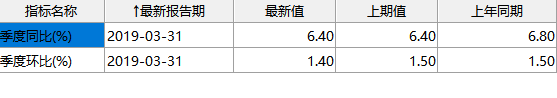 指标名称 ↑最新报告期 最新值 上期值 上年同期
季度同比(%) 2019-03-31 6.40 6.40 6.80
季度环比(%) 2019-03-31 1.40 1.50 1.50